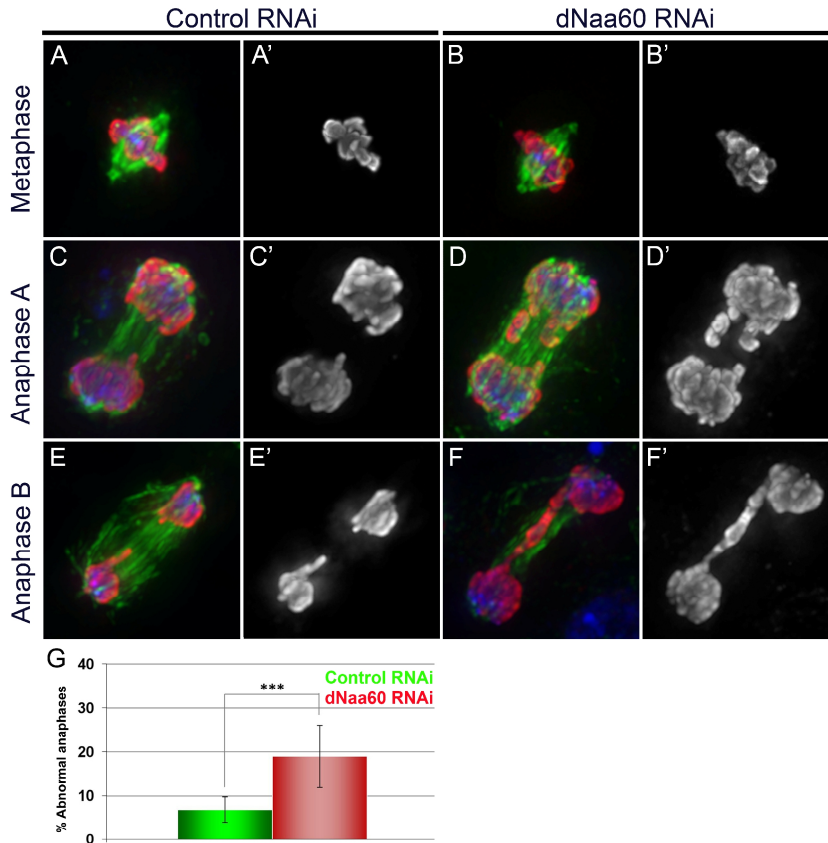 Control RNAi
dNaa60 RNAi
Metaphase
A
A’
B
B’
Anaphase A
C
C’
D
D’
Anaphase B
E
E’
F
F’
G
% Abnormal anaphases
40
30
20
10
0
***
Control RNAi
dNaa60 RNAi